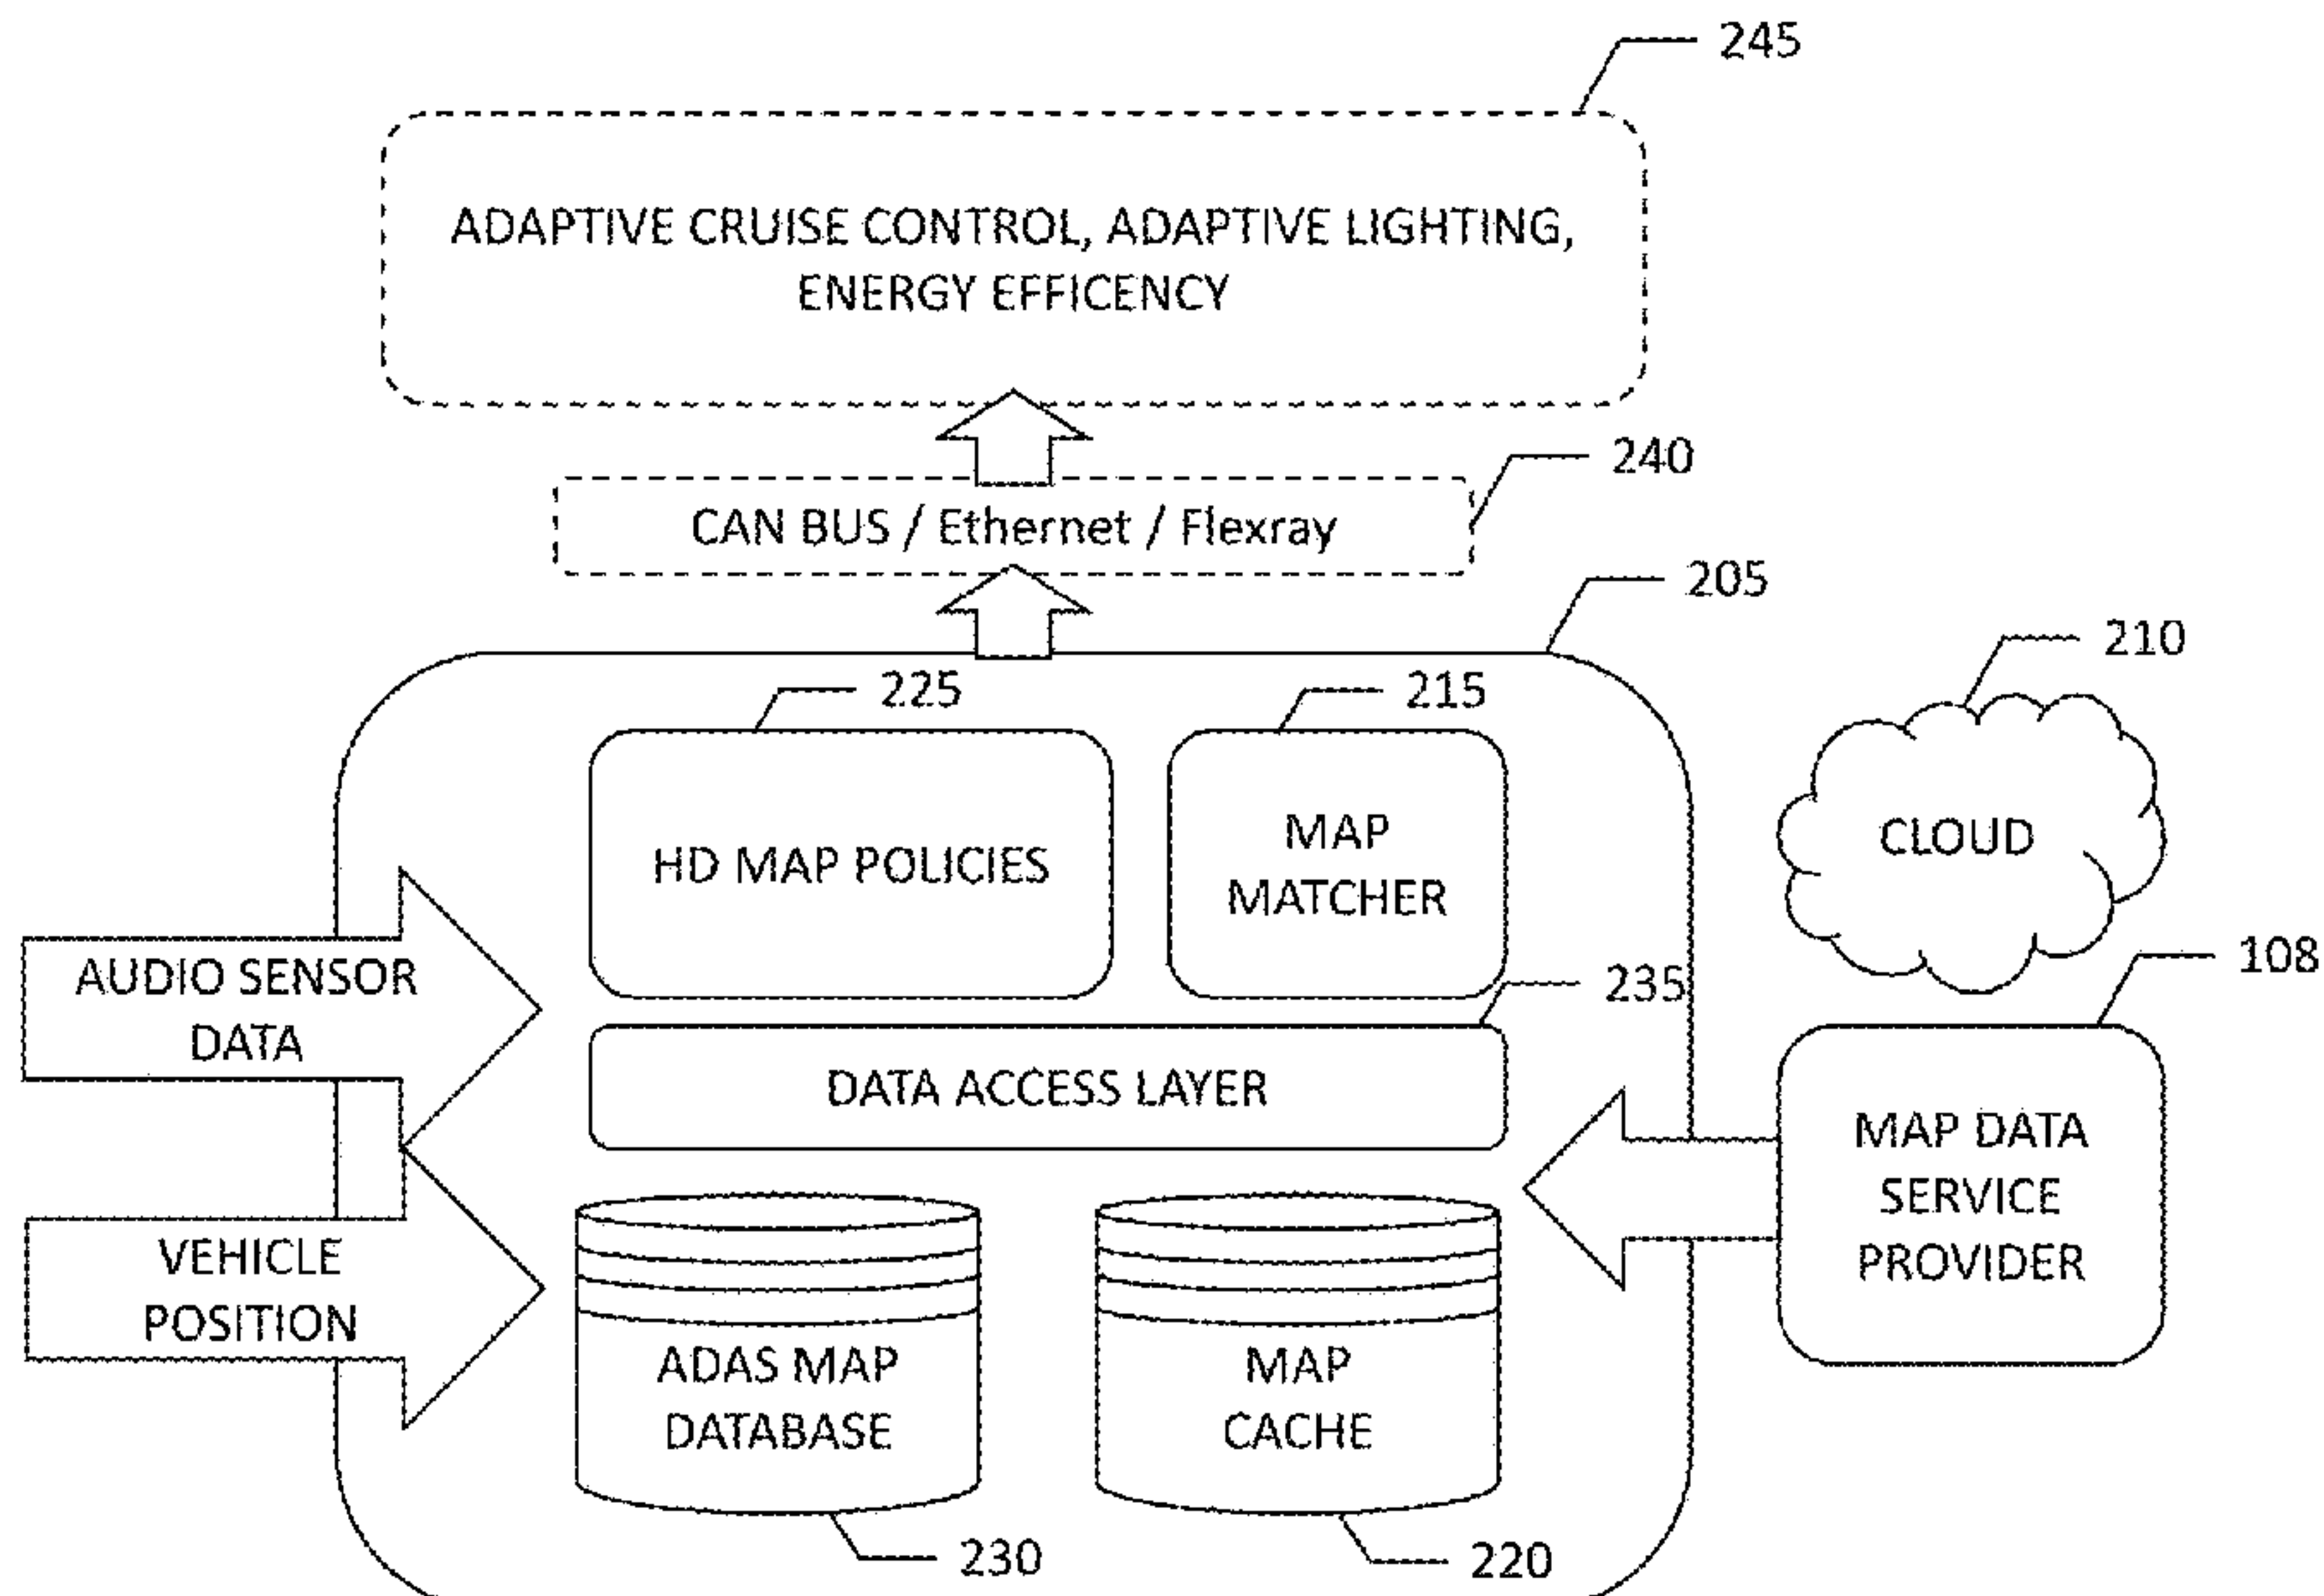 245
ADAPTIVE CRUISE CONTROL, ADAPTIVE LIGHTING,
ENERGY EFFICENCY
240
CAN BUS / Ethernet / Flexray
205
210
225
215
HD MAP POLICIES
MAP
MATCHER
CLOUD
108
AUDIO SENSOR
DATA
235
DATA ACCESS LAYER
MAP DATA
SERVICE
PROVIDER
VEHICLE
POSITION
ADAS MAP
DATABASE
MAP
CACHE
230
220